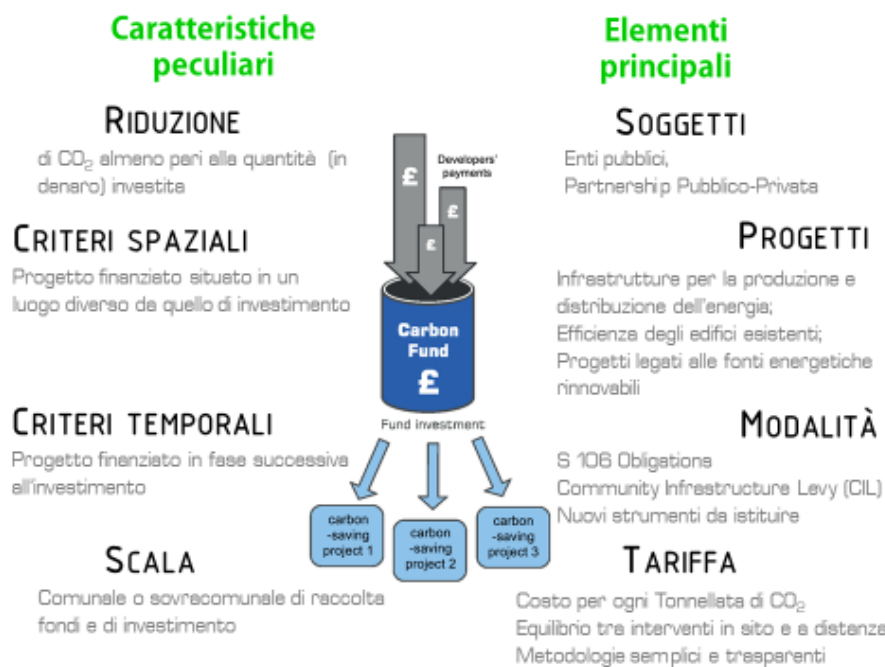 Caratteristiche
peculiari
RIDUZIONE
di CO₂ almeno pari alla quantità (in
denaro) investita
CRITERI SPAZIALI
Progetto finanziato situato in un
luogo diverso da quello di investimento
CRITERI TEMPORALI
Progetto finanziato in fase successiva
all'investimento
SCALA
Comunale o sovracomunale di raccolta
fondi e di investimento
Developers'
payments
£
£
£
Carbon
Fund
£
Fund investment
carbon
-saving
project 1
carbon
-saving
project 2
carbon
-saving
project 3
Elementi
principali
SOGGETTI
Enti pubblici,
Partnership Pubblico-Privata
PROGETTI
Infrastrutture per la produzione e
distribuzione dell'energia;
Efficienza degli edifici esistenti;
Progetti legati alle fonti energetiche
rinnovabili
MODALITÀ
S 106 Obligations
Community Infrastructure Levy (CIL)
Nuovi strumenti da istituire
TARIFFA
Costo per ogni Tonnellata di CO₂
Equilibrio tra interventi in sito e a distanza
Metodologie semplici e trasparenti